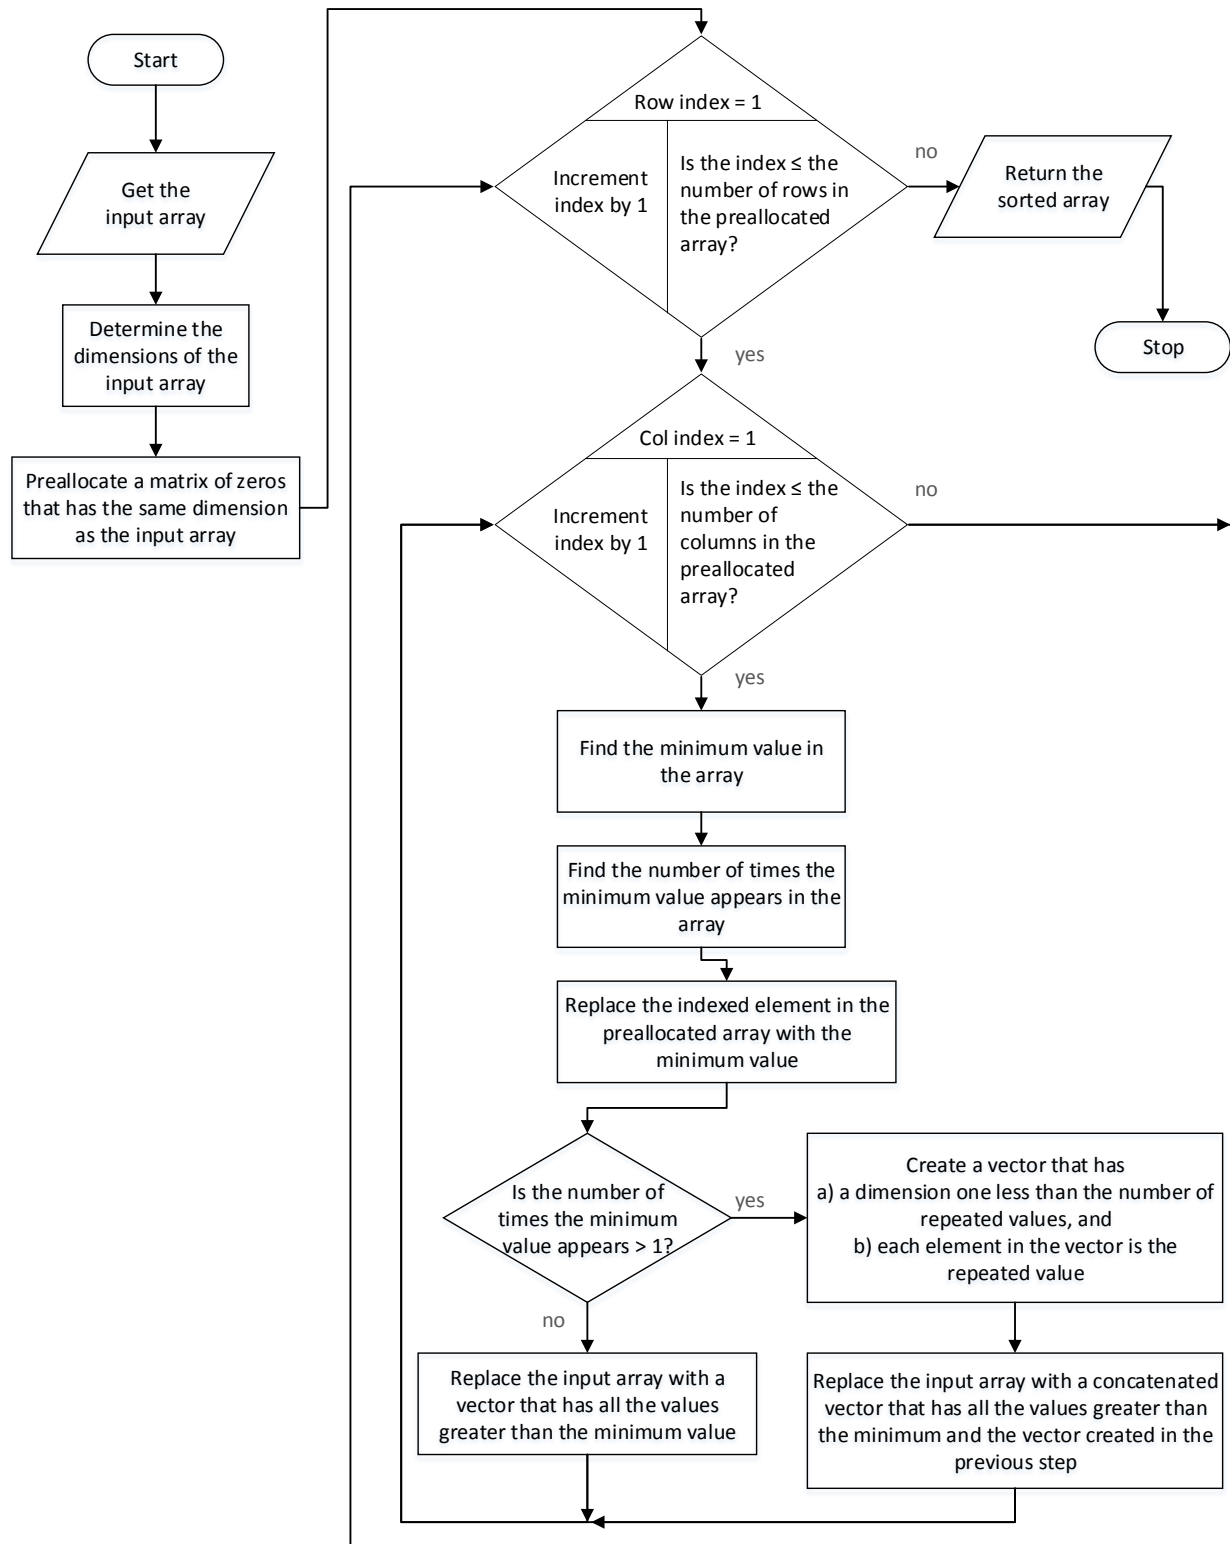 Start
Get the
input array
Determine the
dimensions of the
input array
Preallocate a matrix of zeros
that has the same dimension
as the input array
Row index = 1
Increment
index by 1
Is the index ≤ the
number of rows in
the preallocated
array?
no
Return the
sorted array
Stop
yes
Col index = 1
Increment
index by 1
Is the index ≤ the
number of
columns in the
preallocated
array?
no
yes
Find the minimum value in
the array
Find the number of times the
minimum value appears in the
array
Replace the indexed element in the
preallocated array with the
minimum value
Is the number of
times the minimum
value appears > 1?
yes
Create a vector that has
a) a dimension one less than the number of
repeated values, and
b) each element in the vector is the
repeated value
no
Replace the input array with a
vector that has all the values
greater than the minimum value
Replace the input array with a concatenated
vector that has all the values greater than
the minimum and the vector created in the
previous step